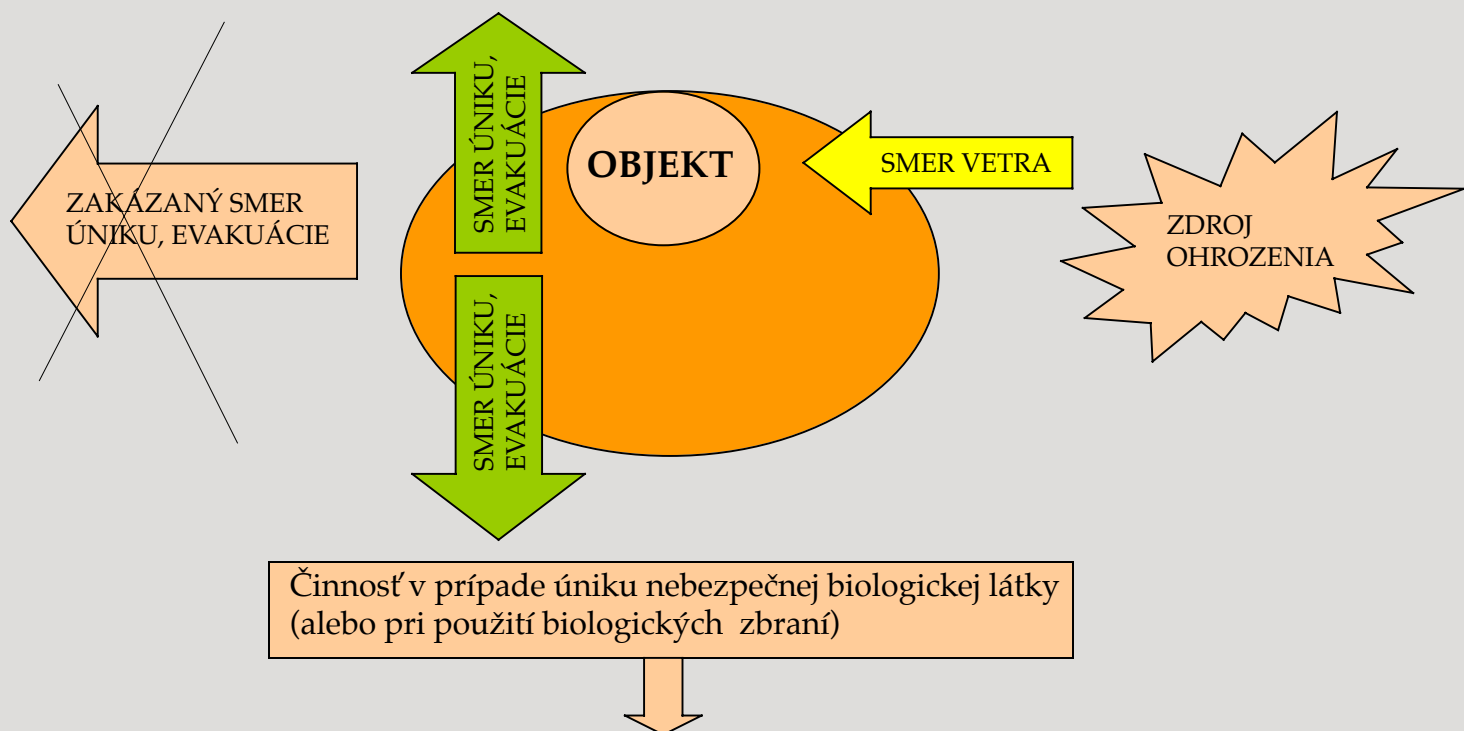 SMER ÚNIKU,
EVAKUÁCIE
OBJEKT
SMER VETRA
ZAKÁZANÝ SMER
ÚNIKU, EVAKUÁCIE
ZDROJ
OHROZENIA
SMER ÚNIKU,
EVAKUÁCIE
Činnosť v prípade úniku nebezpečnej biologickej látky
(alebo pri použití biologických zbraní)